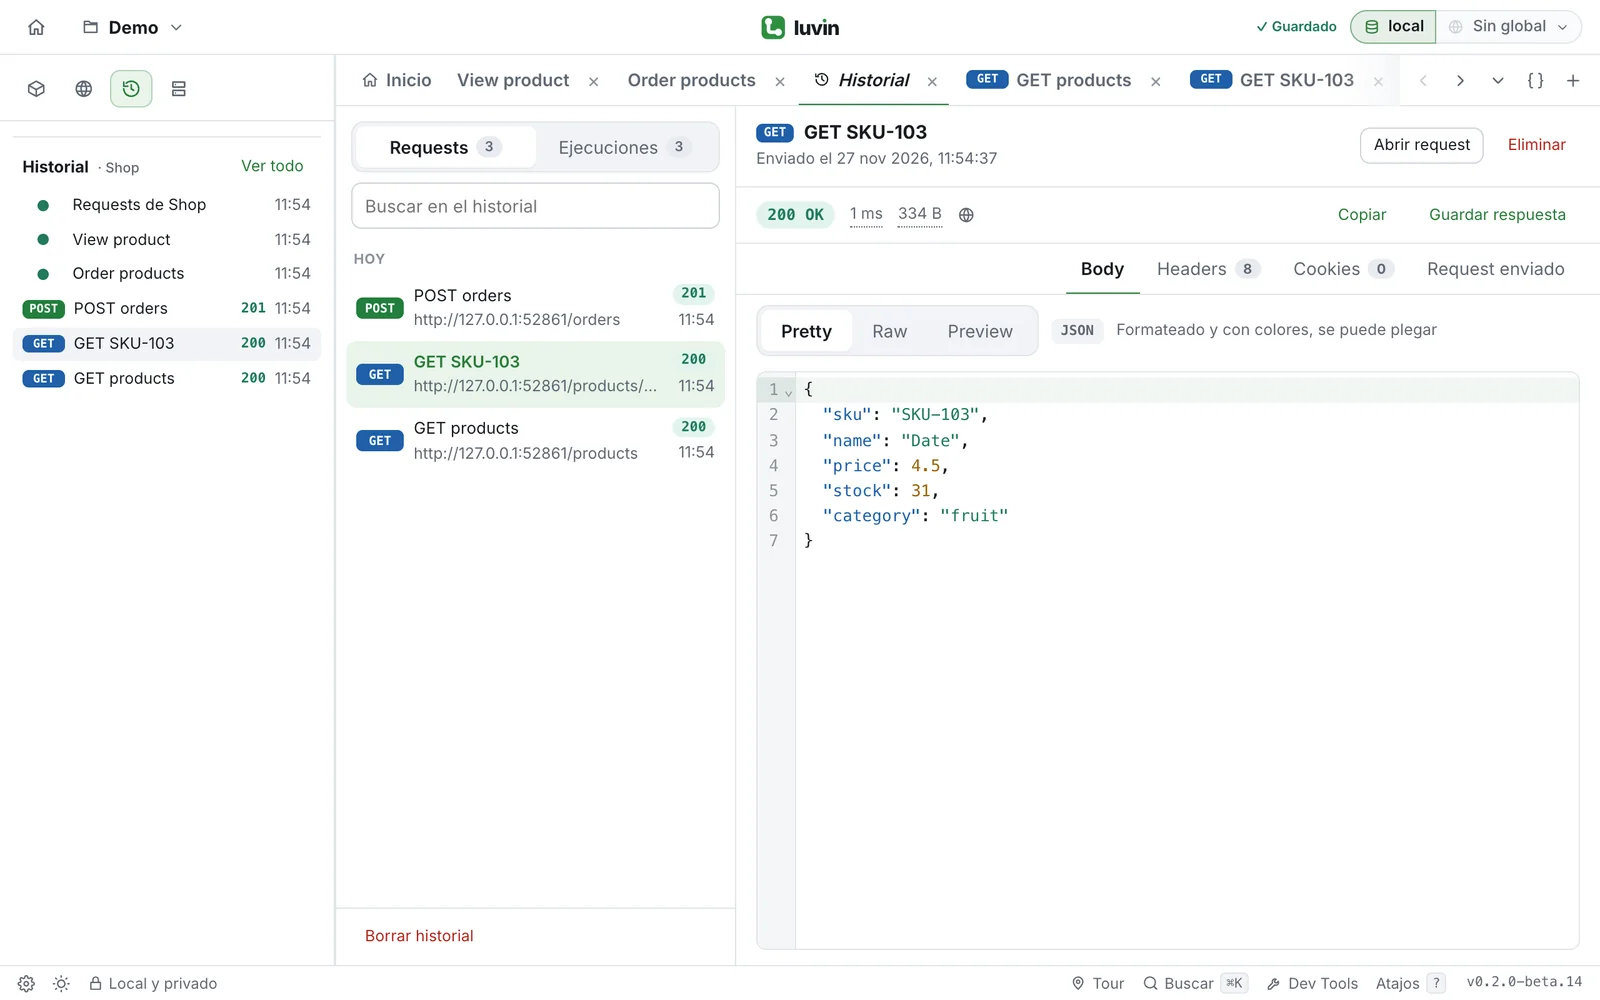 Demo
luvin
Guardado
local
Sin global
Inicio
View product
Order products
Historial
GET GET products
GET GET SKU-103
Historial · Shop
Ver todo
Requests de Shop 11:54
View product 11:54
Order products 11:54
POST POST orders 201 11:54
GET GET SKU-103 200 11:54
GET GET products 200 11:54
Requests 3
Ejecuciones 3
Buscar en el historial
HOY
POST POST orders 201
http://127.0.0.1:52861/orders 11:54
GET GET SKU-103 200
http://127.0.0.1:52861/products/... 11:54
GET GET products 200
http://127.0.0.1:52861/products 11:54
Borrar historial
GET GET SKU-103
Enviado el 27 nov 2026, 11:54:37
Abrir request
Eliminar
200 OK 1 ms 334 B
Copiar
Guardar respuesta
Body
Headers 8
Cookies 0
Request enviado
Pretty
Raw
Preview
JSON
Formateado y con colores, se puede plegar
1 {
2 "sku": "SKU-103",
3 "name": "Date",
4 "price": 4.5,
5 "stock": 31,
6 "category": "fruit"
7 }
Local y privado
Tour
Buscar ⌘K
Dev Tools
Atajos ?
v0.2.0-beta.14